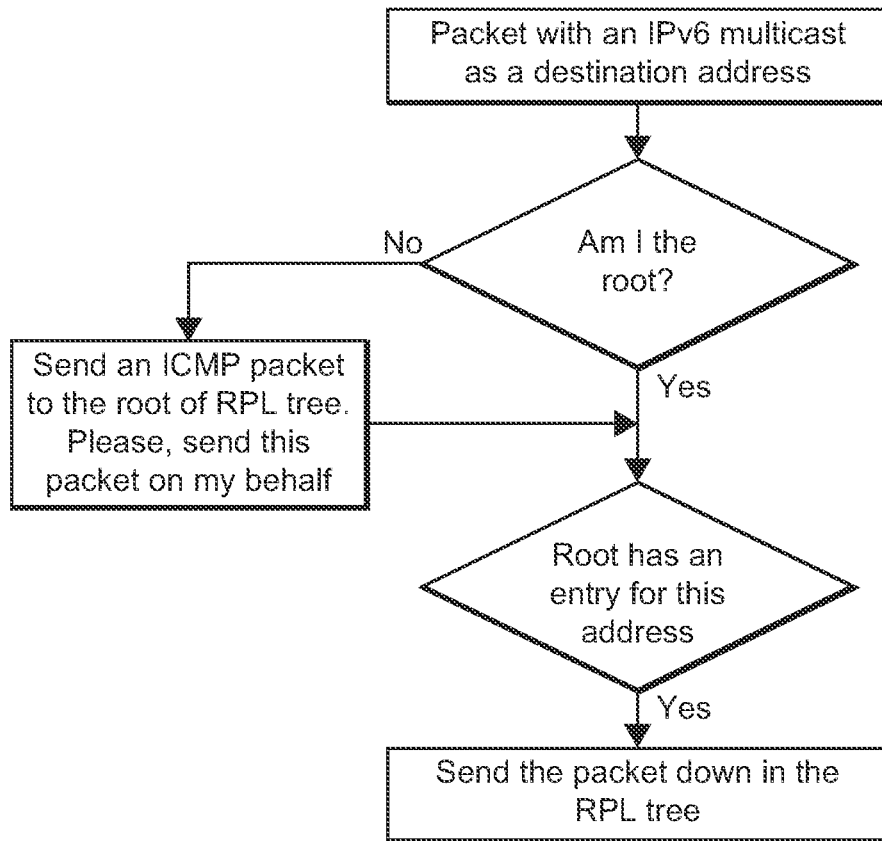 Packet with an IPv6 multicast
as a destination address
Am I the
root?
No
Yes
Send an ICMP packet
to the root of RPL tree.
Please, send this
packet on my behalf
Root has an
entry for this
address
Yes
Send the packet down in the
RPL tree